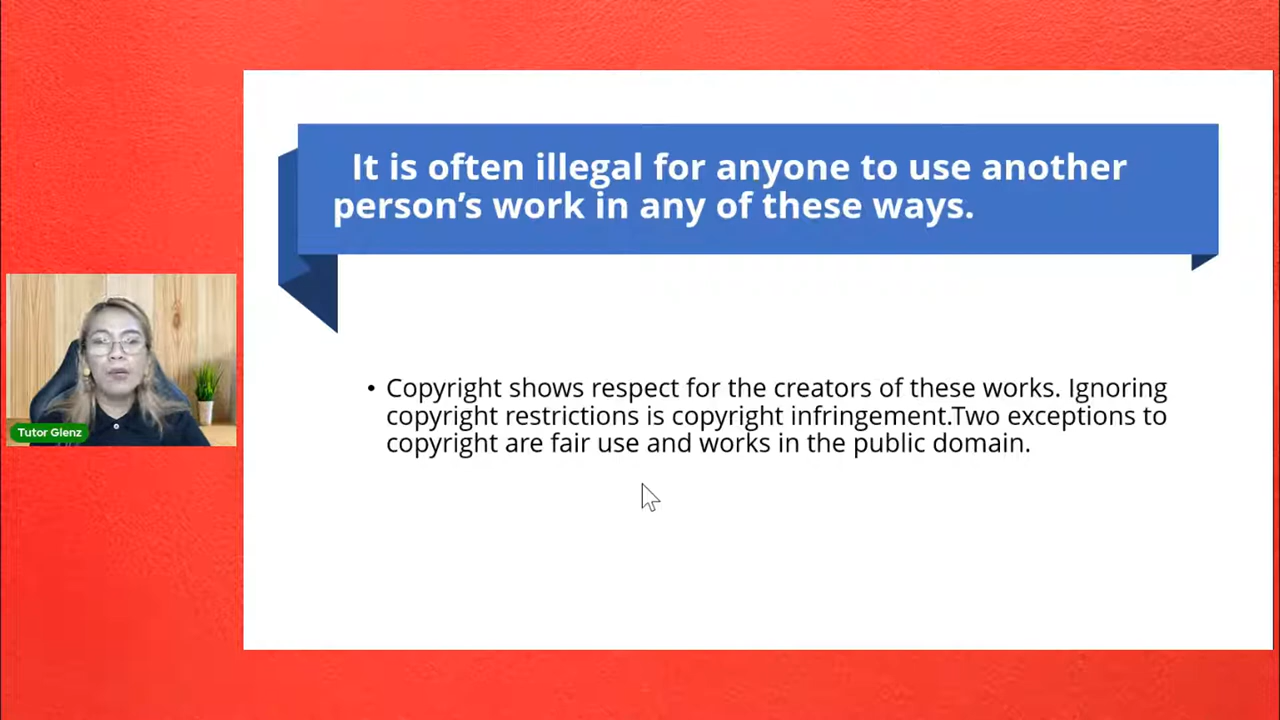 It is often illegal for anyone to use another
person’s work in any of these ways.
• Copyright shows respect for the creators of these works. Ignoring
copyright restrictions is copyright infringement.Two exceptions to
copyright are fair use and works in the public domain.
Tutor Glenz